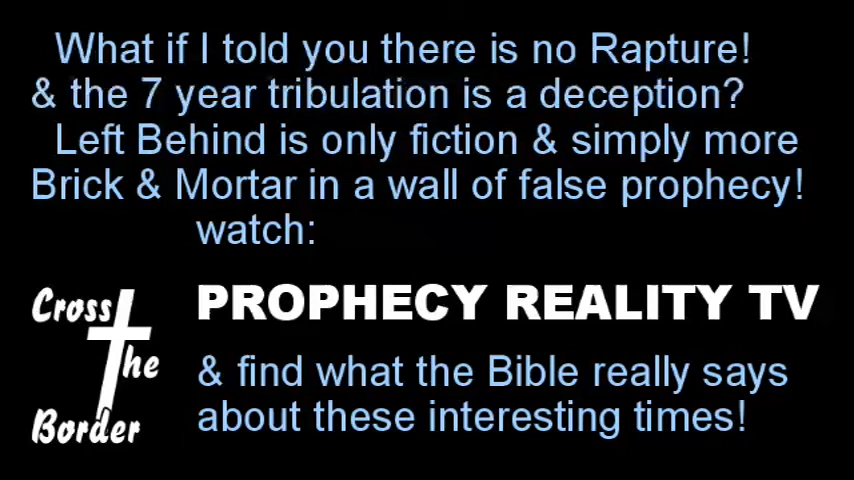 What if I told you there is no Rapture!
& the 7 year tribulation is a deception?
Left Behind is only fiction & simply more
Brick & Mortar in a wall of false prophecy!
watch:
Cross
The
Border
PROPHECY REALITY TV
& find what the Bible really says
about these interesting times!